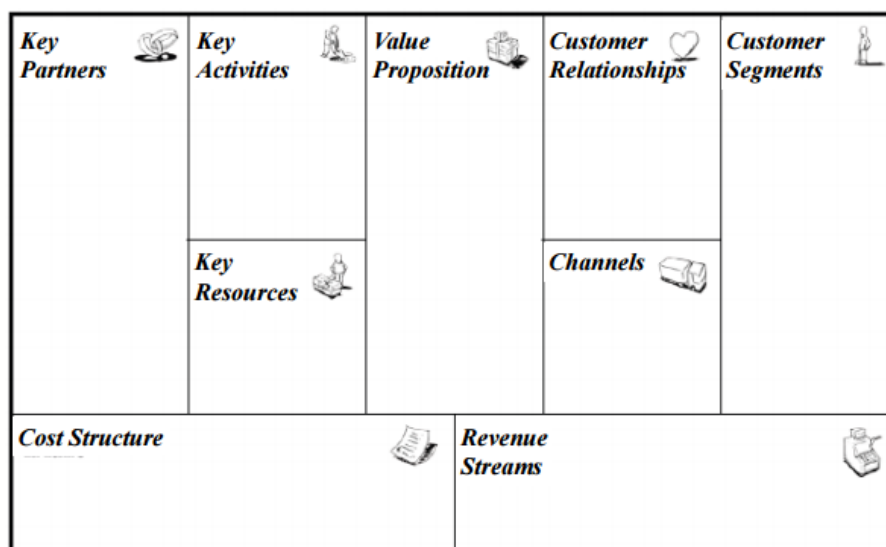 Key
Partners
Key
Activities
Value
Proposition
Customer
Relationships
Customer
Segments
Key
Resources
Channels
Cost Structure
Revenue
Streams